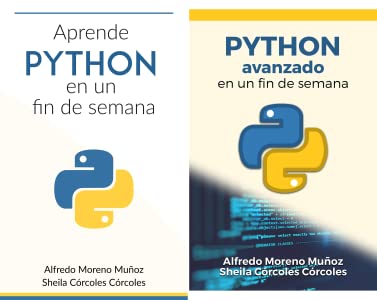 Aprende
PYTHON
en un
fin de semana
Alfredo Moreno Muñoz
Sheila Córcoles Córcoles
PYTHON
avanzado
en un fin de semana
Alfredo Moreno Muñoz
Sheila Córcoles Córcoles